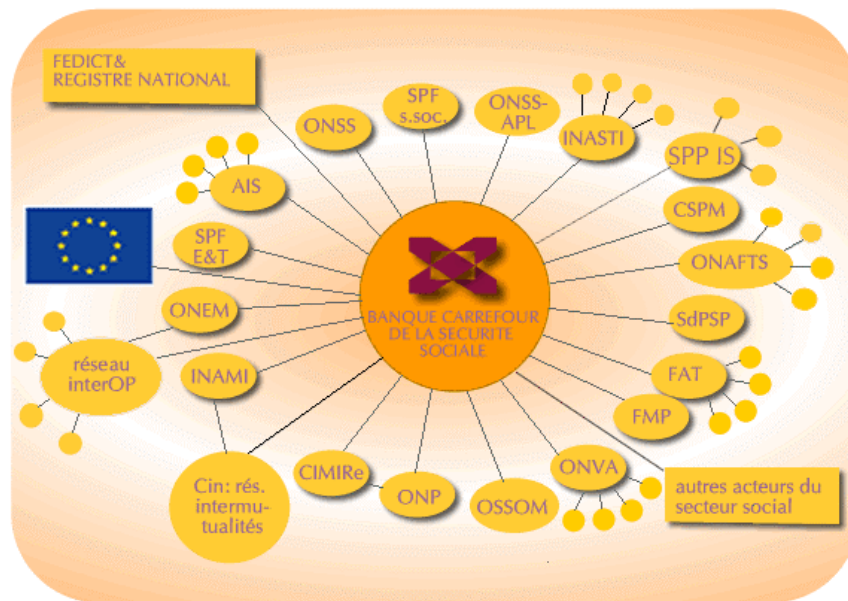 FEDICT&
REGISTRE NATIONAL
ONSS
SPF
s.soc.
ONSS-
APL
INASTI
SPP IS
AIS
CSPM
SPF
E&T
ONAFTS
ONEM
BANQUE CARREFOUR
DE LA SECURITE
SOCIALE
SdPSP
réseau
interOP
INAMI
FAT
FMP
CIMIRe
ONP
OSSOM
ONVA
Cin: rés.
intermu-
tualités
autres acteurs du
secteur social